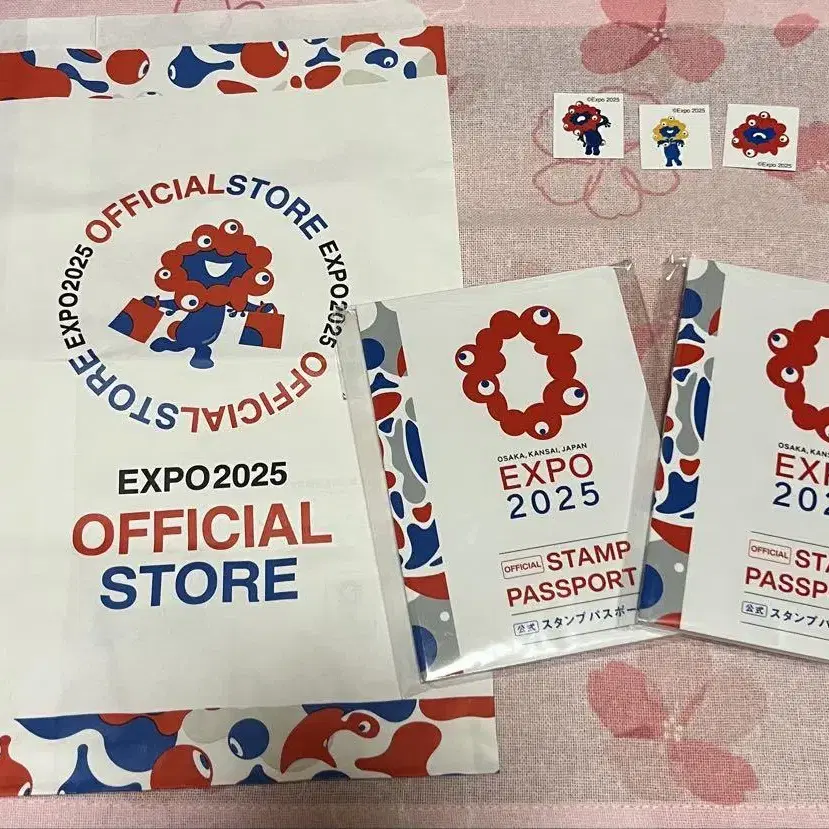 OFFICIALSTORE
EXPO2025
OFFICIALSTORE
EXPO2025
EXPO2025
OFFICIAL
STORE
©Expo 2025
©Expo 2025
©Expo 2025
OSAKA, KANSAI, JAPAN
EXPO
2025
OFFICIAL STAMP
PASSPORT
公式 スタンプパスポー
OSAKA, KANSAI, JAPAN
EXP
202
OFFICIAL STA
PASSP
公式 スタンプパ